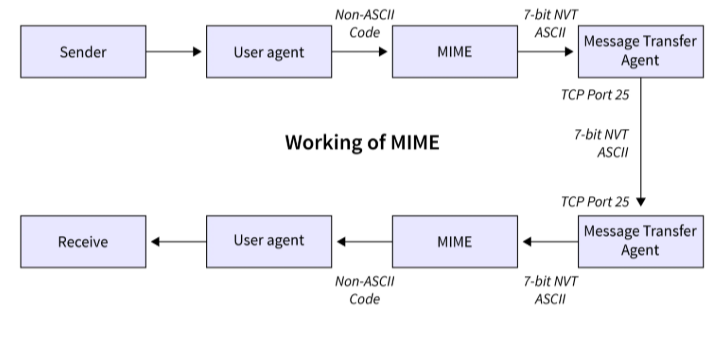 Non-ASCII
Code
7-bit NVT
ASCII
Sender
User agent
MIME
Message Transfer
Agent
TCP Port 25
7-bit NVT
ASCII
Working of MIME
TCP Port 25
Receive
User agent
MIME
Message Transfer
Agent
Non-ASCII
Code
7-bit NVT
ASCII